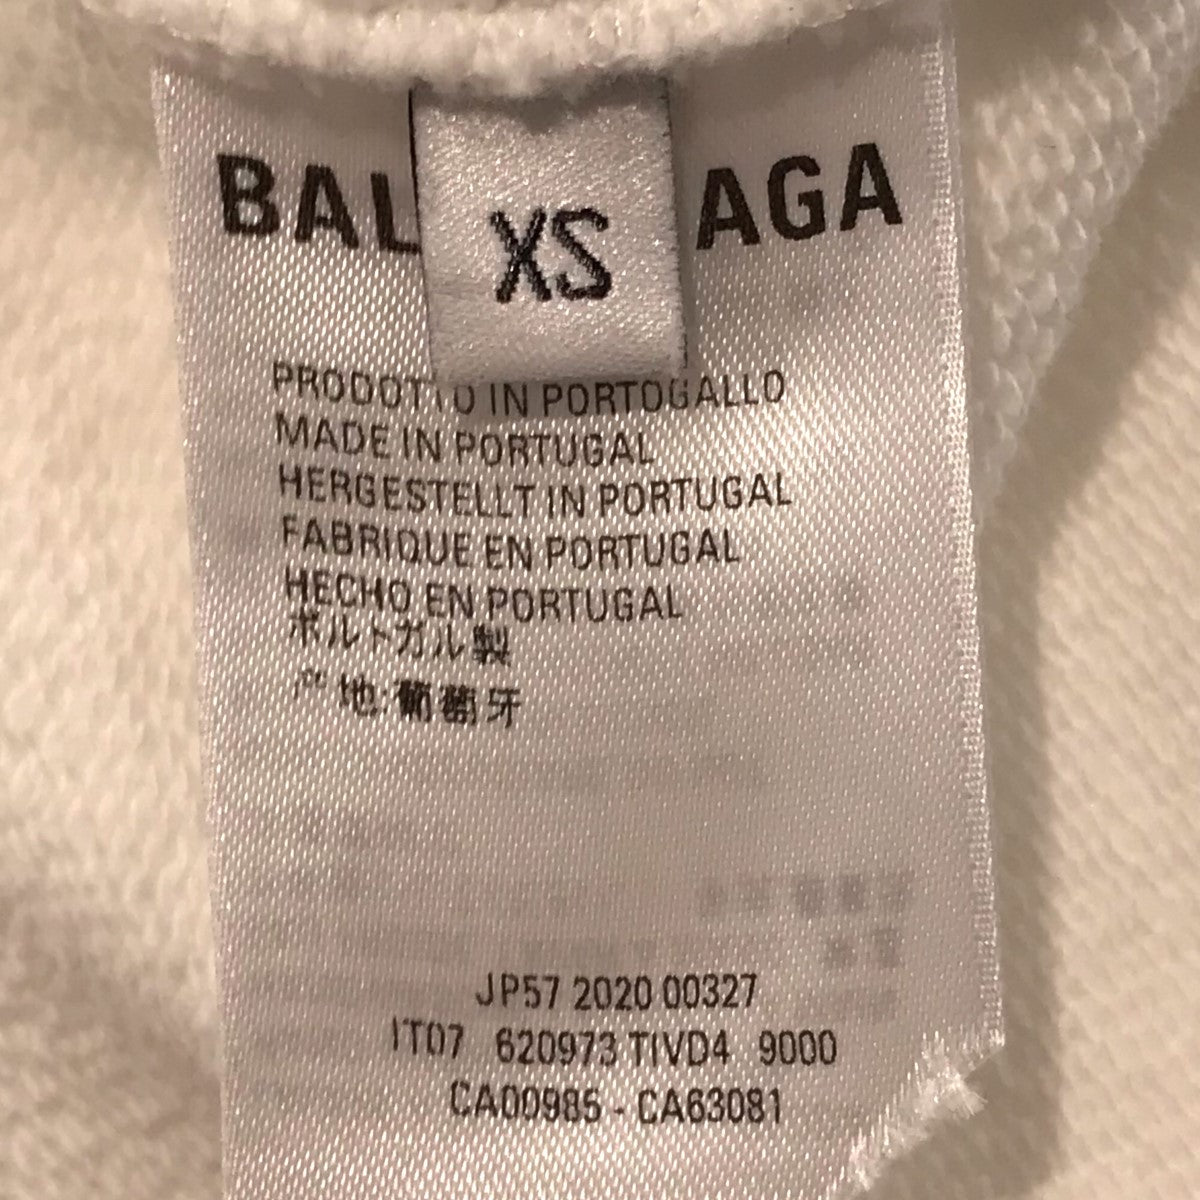 BAL AGA
XS
PRODOTTO IN PORTOGALLO
MADE IN PORTUGAL
HERGESTELLT IN PORTUGAL
FABRIQUE EN PORTUGAL
HECHO EN PORTUGAL
ポルトガル製
产地:葡萄牙
JP57 2020 00327
IT07 620973 TIVD4 9000
CA00985 - CA63081